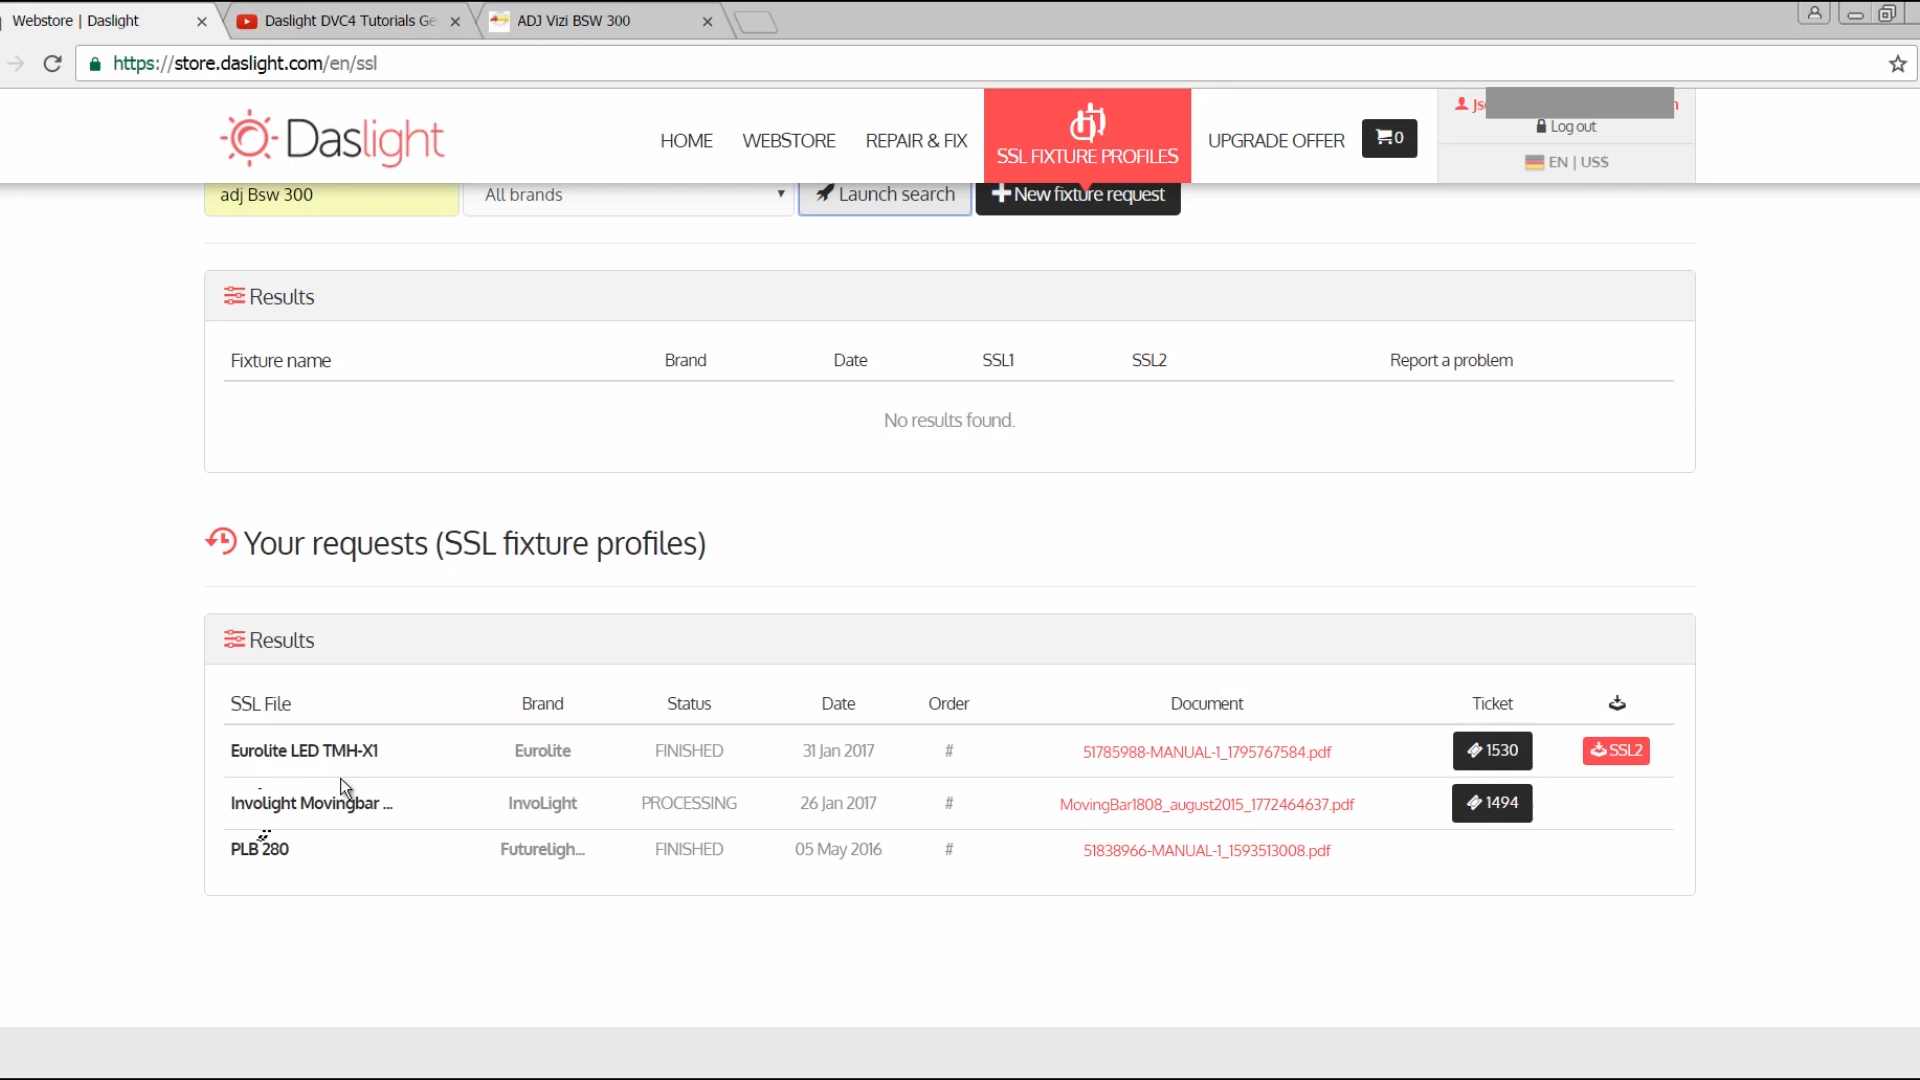 Webstore | Daslight
Daslight DVC4 Tutorials Ge
ADJ Vizi BSW 300
https://store.daslight.com/en/ssl
Daslight
HOME
WEBSTORE
REPAIR & FIX
SSL FIXTURE PROFILES
UPGRADE OFFER
0
Log out
EN | US$
adj Bsw 300
All brands
Launch search
New fixture request
Results
Fixture name Brand Date SSL1 SSL2 Report a problem
No results found.
Your requests (SSL fixture profiles)
Results
SSL File Brand Status Date Order Document Ticket
Eurolite LED TMH-X1 Eurolite FINISHED 31 Jan 2017 # 51785988-MANUAL-1_1795767584.pdf 1530 SSL2
Involight Movingbar ... InvoLight PROCESSING 26 Jan 2017 # MovingBar1808_august2015_1772464637.pdf 1494
PLB 280 Futureligh... FINISHED 05 May 2016 # 51838966-MANUAL-1_1593513008.pdf